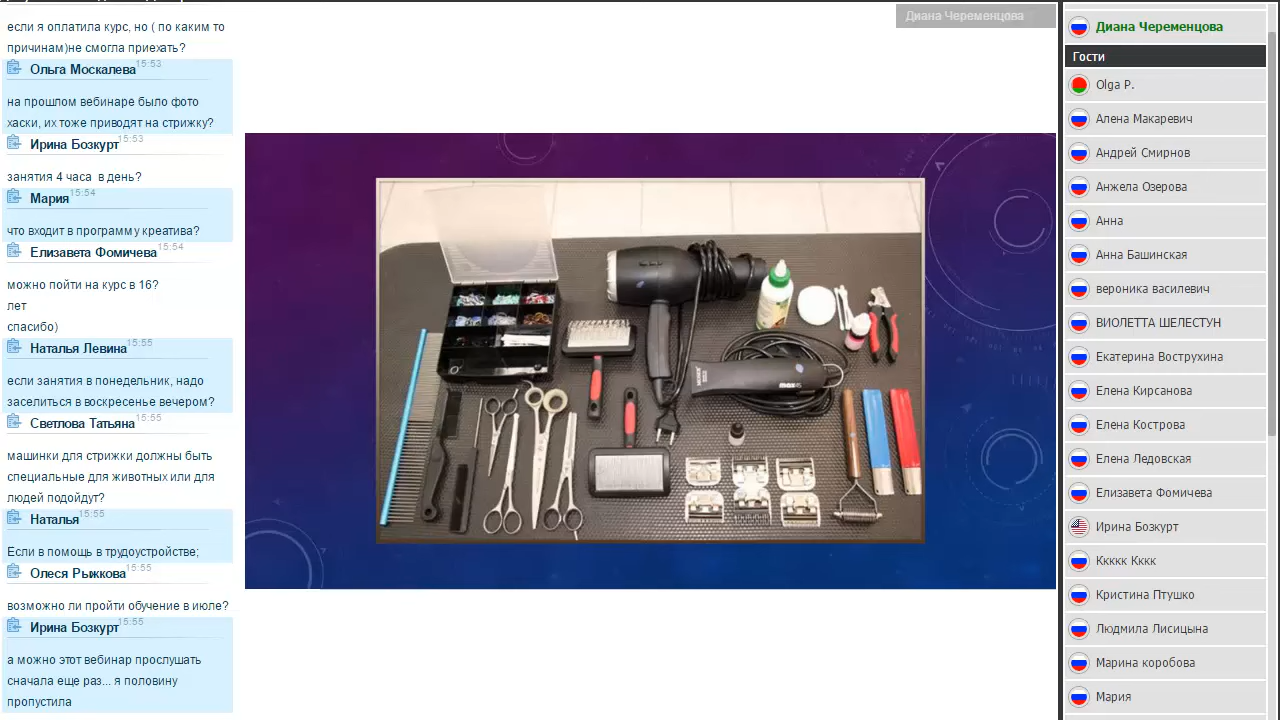 если я оплатила курс, но ( по каким то
причинам)не смогла приехать?
Ольга Москалева 15:53
на прошлом вебинаре было фото
хаски, их тоже приводят на стрижку?
Ирина Бозкурт 15:53
занятия 4 часа в день?
Мария 15:54
что входит в программу креатива?
Елизавета Фомичева 15:54
можно пойти на курс в 16?
лет
спасибо)
Наталья Левина 15:55
если занятия в понедельник, надо
заселиться в воскресенье вечером?
Светлова Татьяна 15:55
машинки для стрижки должны быть
специальные для животных или для
людей подойдут?
Наталья 15:55
Если в помощь в трудоустройстве;
Олеся Рыжкова 15:55
возможно ли пройти обучение в июле?
Ирина Бозкурт 15:55
а можно этот вебинар прослушать
сначала еще раз... я половину
пропустила
Диана Череменцова
MOSER
max45
Диана Череменцова
Гости
Olga P.
Алена Макаревич
Андрей Смирнов
Анжела Озерова
Анна
Анна Башинская
вероника василевич
ВИОЛЕТТА ШЕЛЕСТУН
Екатерина Вострухина
Елена Кирсанова
Елена Кострова
Елена Ледовская
Елизавета Фомичева
Ирина Бозкурт
Ккккк Кккк
Кристина Птушко
Людмила Лисицына
Марина коробова
Мария